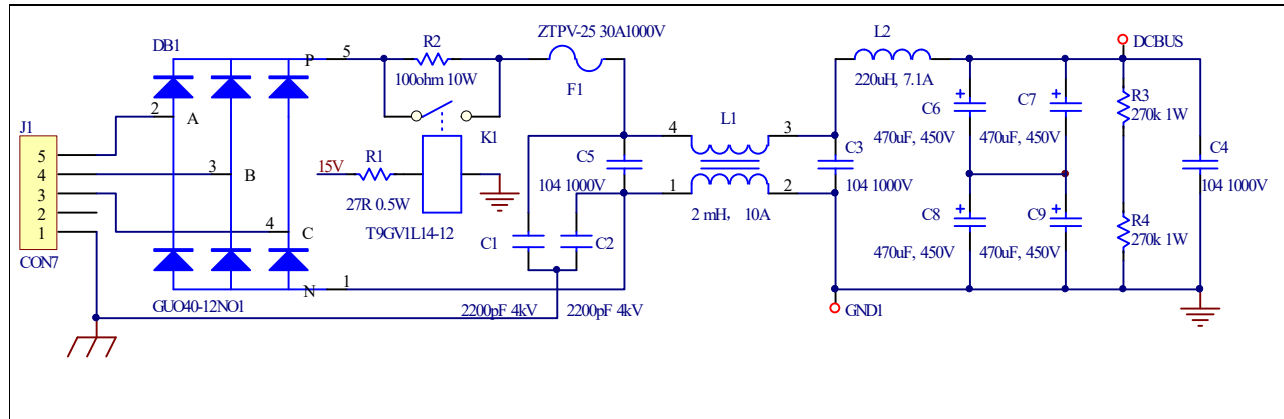 ZTPV-25 30A1000V
DB1
P
5
R2
100ohm 10W
F1
L2
220uH, 7.1A
DCBUS
J1
5
4
3
2
1
CON7
2
A
3
B
4
C
N
1
GUO40-12NO1
15V
R1
27R 0.5W
K1
T9GV1L14-12
C5
104 1000V
C1
C2
2200pF 4kV
2200pF 4kV
4
L1
3
1
2
2 mH, 10A
C3
104 1000V
GND1
+
C6
470uF, 450V
+
C7
470uF, 450V
+
C8
470uF, 450V
+
C9
470uF, 450V
R3
270k 1W
R4
270k 1W
C4
104 1000V